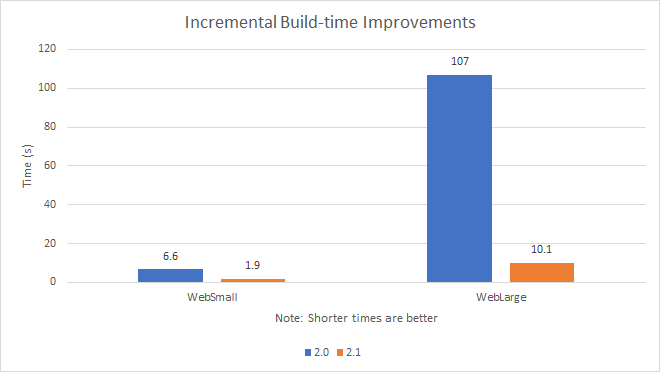 Incremental Build-time Improvements
120
100
80
60
40
20
0
Time (s)
6.6
1.9
107
10.1
WebSmall
WebLarge
Note: Shorter times are better
2.0
2.1